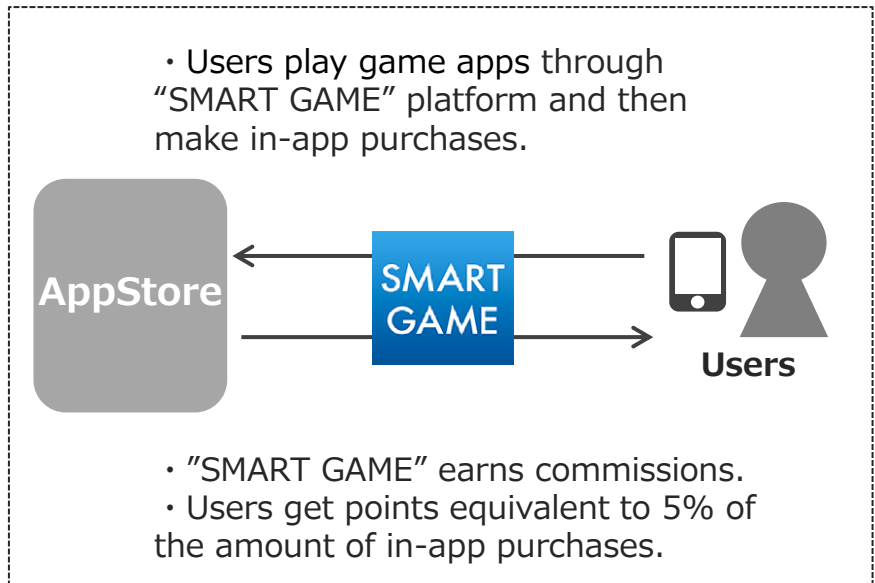 ・Users play game apps through
“SMART GAME” platform and then
make in-app purchases.
AppStore
SMART
GAME
Users
・”SMART GAME” earns commissions.
・Users get points equivalent to 5% of
the amount of in-app purchases.